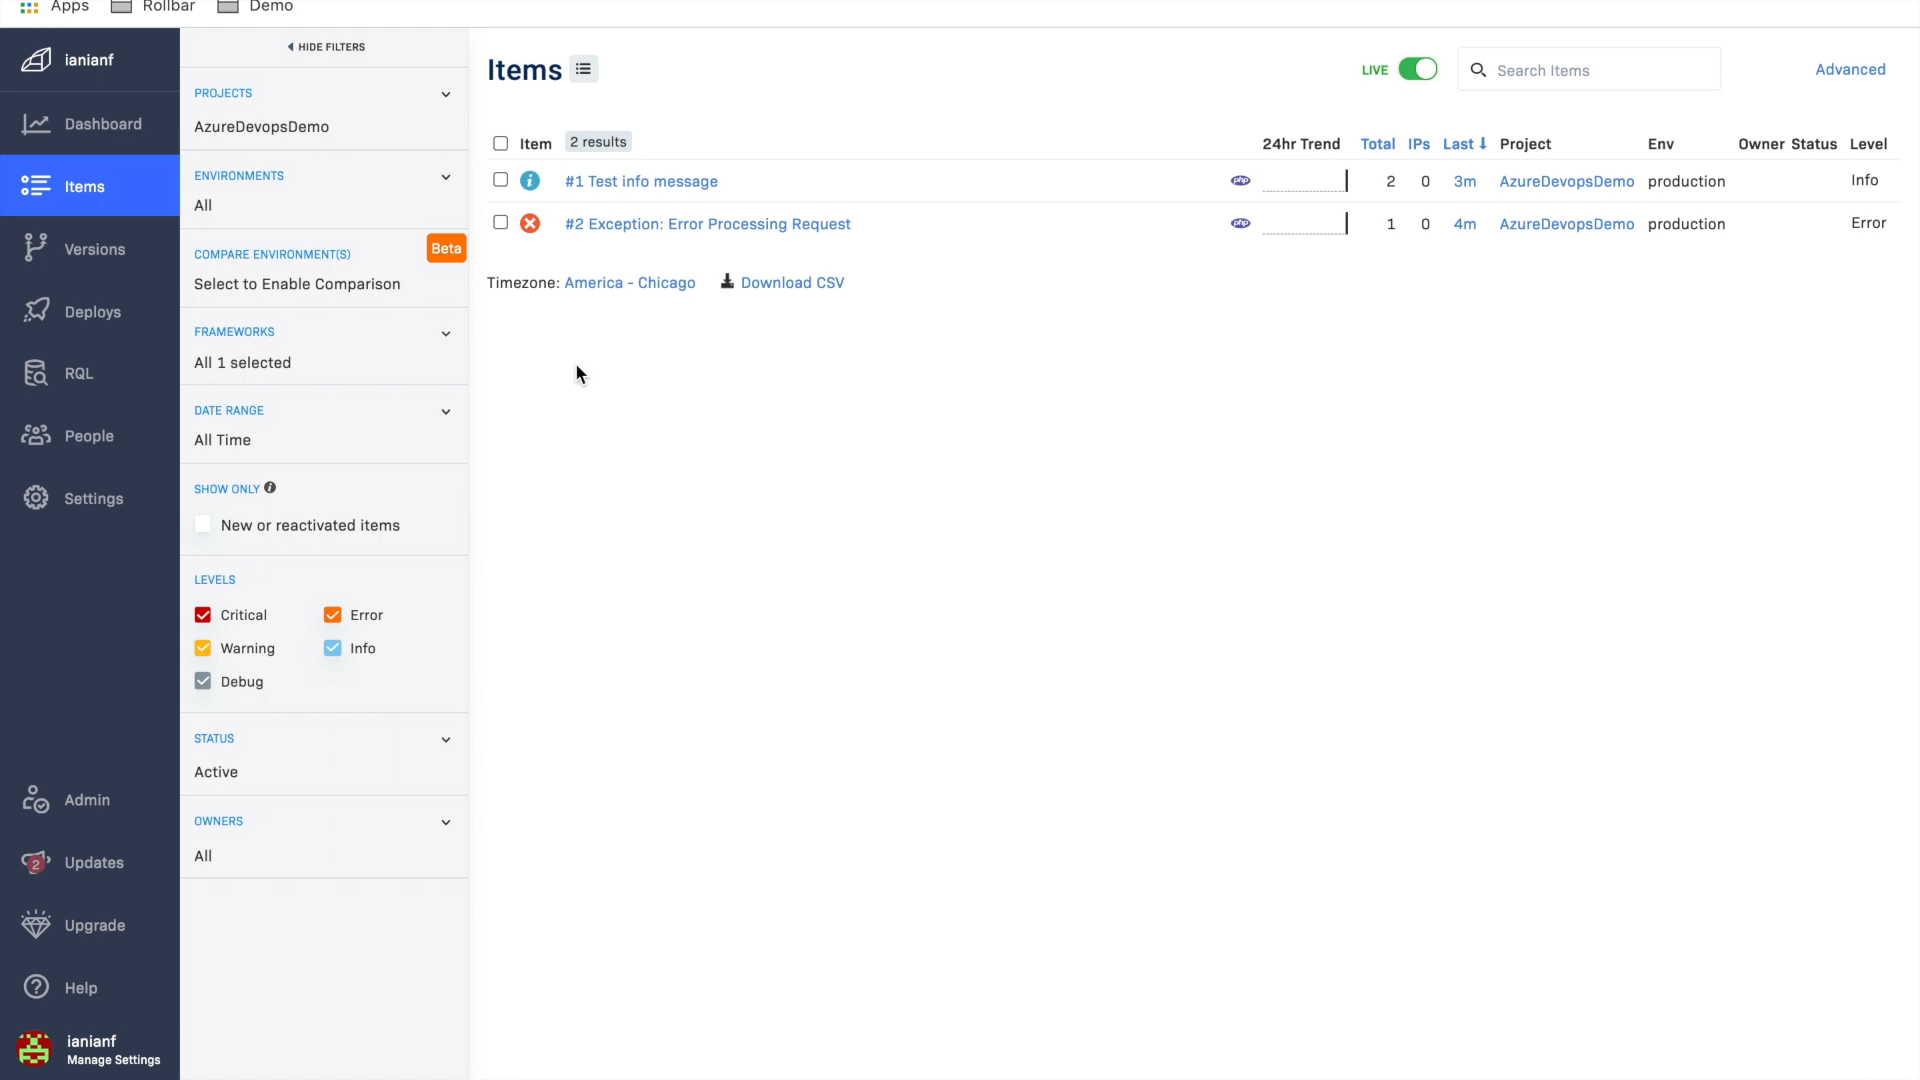 Apps Rollbar Demo
ianianf
Dashboard
Items
Versions
Deploys
RQL
People
Settings
Admin
2 Updates
Upgrade
Help
ianianf
Manage Settings
HIDE FILTERS
PROJECTS
AzureDevopsDemo
ENVIRONMENTS
All
COMPARE ENVIRONMENT(S) Beta
Select to Enable Comparison
FRAMEWORKS
All 1 selected
DATE RANGE
All Time
SHOW ONLY
New or reactivated items
LEVELS
Critical Error
Warning Info
Debug
STATUS
Active
OWNERS
All
Items LIVE Search Items Advanced
Item 2 results 24hr Trend Total IPs Last Project Env Owner Status Level
#1 Test info message php 2 0 3m AzureDevopsDemo production Info
#2 Exception: Error Processing Request php 1 0 4m AzureDevopsDemo production Error
Timezone: America - Chicago Download CSV